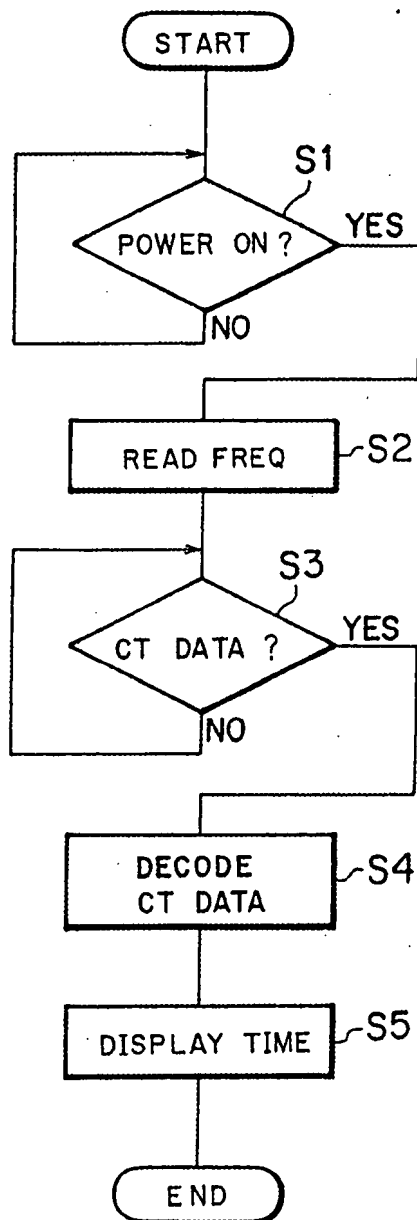 START
S1
POWER ON?
YES
NO
READ FREQ
S2
S3
CT DATA ?
YES
NO
DECODE
CT DATA
S4
DISPLAY TIME
S5
END